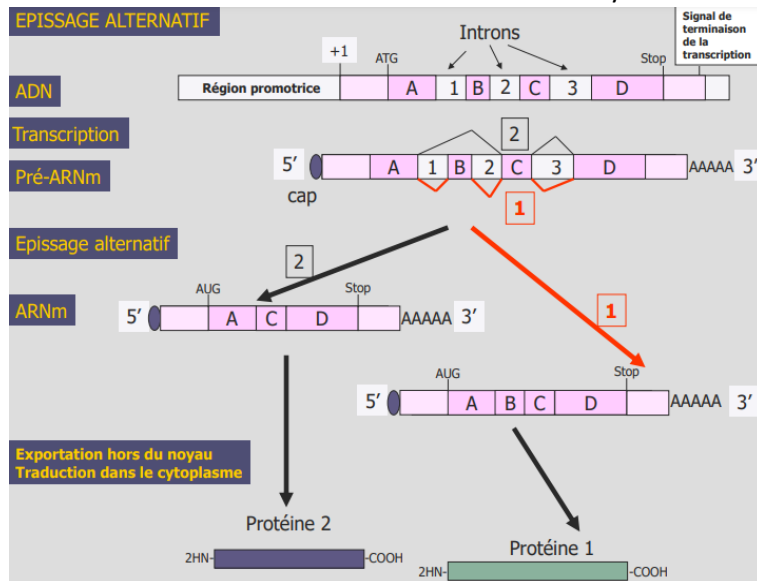 EPISSAGE ALTERNATIF
Introns
Signal de
terminaison
de la
transcription
+1
ATG
Stop
ADN
Région promotrice
A
1
B
2
C
3
D
Transcription
2
Pré-ARNm
5’
A
1
B
2
C
3
D
AAAAA
3’
cap
1
Epissage alternatif
2
1
ARNm
AUG
Stop
5’
A
C
D
AAAAA
3’
AUG
Stop
5’
A
B
C
D
AAAAA
3’
Exportation hors du noyau
Traduction dans le cytoplasme
Protéine 2
2HN-
-COOH
Protéine 1
2HN-
-COOH